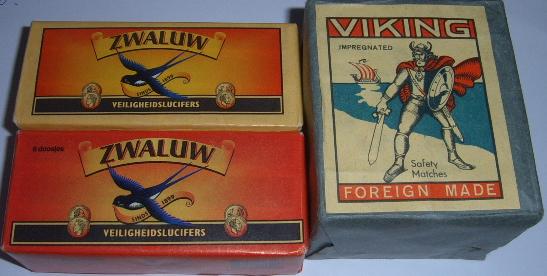 ZWALUW
SINDS 1899
VEILIGHEIDSLUCIFERS
6 doosjes
ZWALUW
SINDS 1899
VEILIGHEIDSLUCIFERS
VIKING
IMPREGNATED
Safety
Matches
FOREIGN MADE